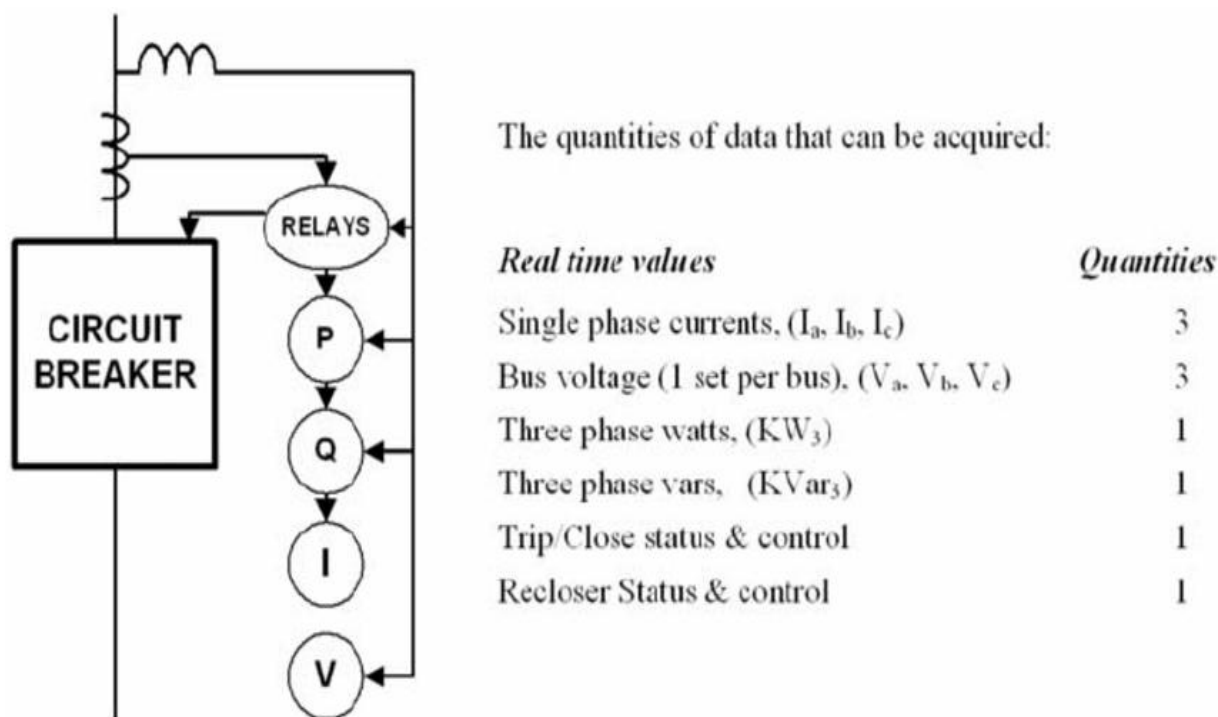 The quantities of data that can be acquired:
RELAYS
Real time values Quantities
CIRCUIT
BREAKER
P
Single phase currents, (Ia, Ib, Ic) 3
Bus voltage (1 set per bus), (Va, Vb, Vc) 3
Q
Three phase watts, (KW3) 1
Three phase vars, (KVar3) 1
I
Trip/Close status & control 1
Recloser Status & control 1
V